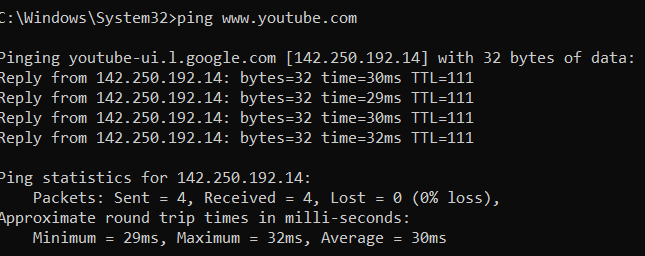 C:\Windows\System32>ping www.youtube.com
Pinging youtube-ui.l.google.com [142.250.192.14] with 32 bytes of data:
Reply from 142.250.192.14: bytes=32 time=30ms TTL=111
Reply from 142.250.192.14: bytes=32 time=29ms TTL=111
Reply from 142.250.192.14: bytes=32 time=30ms TTL=111
Reply from 142.250.192.14: bytes=32 time=32ms TTL=111
Ping statistics for 142.250.192.14:
Packets: Sent = 4, Received = 4, Lost = 0 (0% loss),
Approximate round trip times in milli-seconds:
Minimum = 29ms, Maximum = 32ms, Average = 30ms